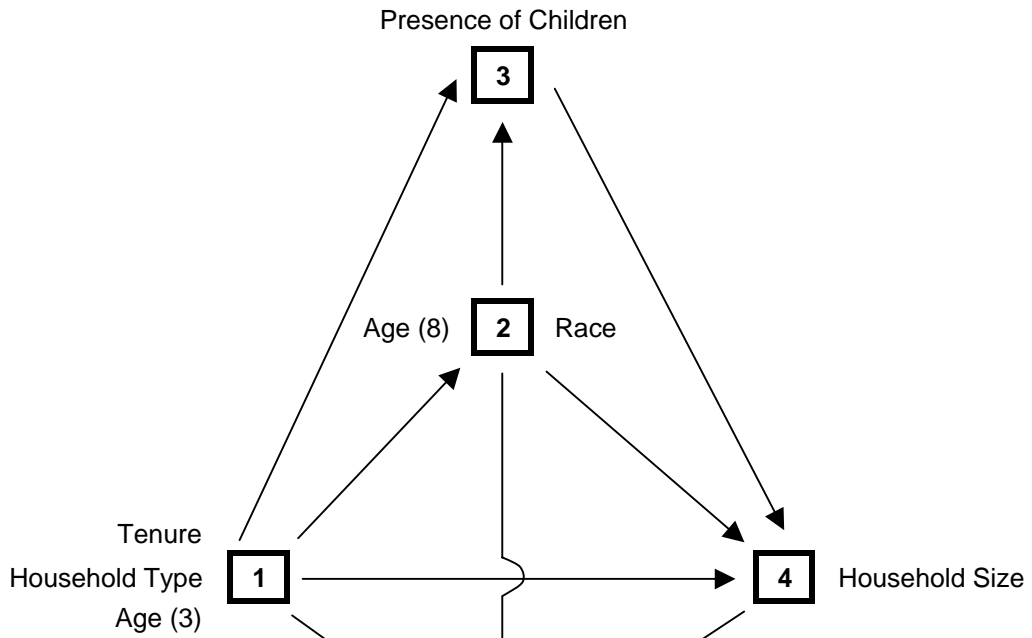 Presence of Children
3
Age (8) 2 Race
Tenure
Household Type 1 4 Household Size
Age (3)